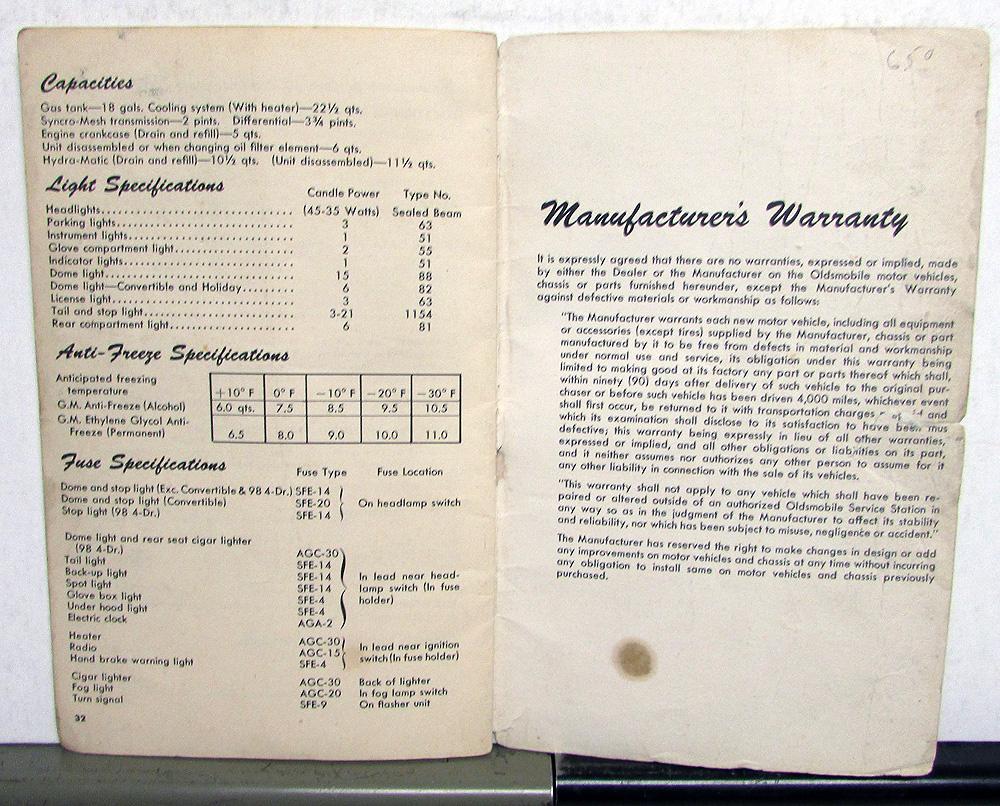 Capacities
Gas tank—18 gals. Cooling system (With heater)—22½ qts.
Syncro-Mesh transmission—2 pints. Differential—3¾ pints.
Engine crankcase (Drain and refill)—5 qts.
Unit disassembled or when changing oil filter element—6 qts.
Hydra-Matic (Drain and refill)—10½ qts. (Unit disassembled)—11½ qts.
Light Specifications
Candle Power Type No.
Headlights (45-35 Watts) Sealed Beam
Parking lights 3 63
Instrument lights 1 51
Glove compartment light 2 55
Indicator lights 1 51
Dome light 15 88
Dome light—Convertible and Holiday 6 82
License light 3 63
Tail and stop light 3-21 1154
Rear compartment light 6 81
Anti-Freeze Specifications
Anticipated freezing
temperature +10° F 0° F −10° F −20° F −30° F
G.M. Anti-Freeze (Alcohol) 6.0 qts. 7.5 8.5 9.5 10.5
G.M. Ethylene Glycol Anti-
Freeze (Permanent) 6.5 8.0 9.0 10.0 11.0
Fuse Specifications
Fuse Type Fuse Location
Dome and stop light (Exc. Convertible & 98 4-Dr.) SFE-14
Dome and stop light (Convertible) SFE-20 On headlamp switch
Stop light (98 4-Dr.) SFE-14
Dome light and rear seat cigar lighter
(98 4-Dr.) AGC-30
Tail light SFE-14
Back-up light SFE-14 In lead near head-
Spot light SFE-14 lamp switch (In fuse
Glove box light SFE-4 holder)
Under hood light SFE-4
Electric clock AGA-2
Heater AGC-30
Radio AGC-15 In lead near ignition
Hand brake warning light SFE-4 switch (In fuse holder)
Cigar lighter AGC-30 Back of lighter
Fog light AGC-20 In fog lamp switch
Turn signal SFE-9 On flasher unit
32
650
Manufacturer's Warranty
It is expressly agreed that there are no warranties, expressed or implied, made
by either the Dealer or the Manufacturer on the Oldsmobile motor vehicles,
chassis or parts furnished hereunder, except the Manufacturer's Warranty
against defective materials or workmanship as follows:
"The Manufacturer warrants each new motor vehicle, including all equipment
or accessories (except tires) supplied by the Manufacturer, chassis or part
manufactured by it to be free from defects in material and workmanship
under normal use and service, its obligation under this warranty being
limited to making good at its factory any part or parts thereof which shall,
within ninety (90) days after delivery of such vehicle to the original pur-
chaser or before such vehicle has been driven 4,000 miles, whichever event
shall first occur, be returned to it with transportation charges and
which its examination shall disclose to its satisfaction to have been thus
defective; this warranty being expressly in lieu of all other warranties,
expressed or implied, and all other obligations or liabilities on its part,
and it neither assumes nor authorizes any other person to assume for it
any other liability in connection with the sale of its vehicles.
"This warranty shall not apply to any vehicle which shall have been re-
paired or altered outside of an authorized Oldsmobile Service Station in
any way so as in the judgment of the Manufacturer to affect its stability
and reliability, nor which has been subject to misuse, negligence or accident."
The Manufacturer has reserved the right to make changes in design or add
any improvements on motor vehicles and chassis at any time without incurring
any obligation to install same on motor vehicles and chassis previously
purchased.